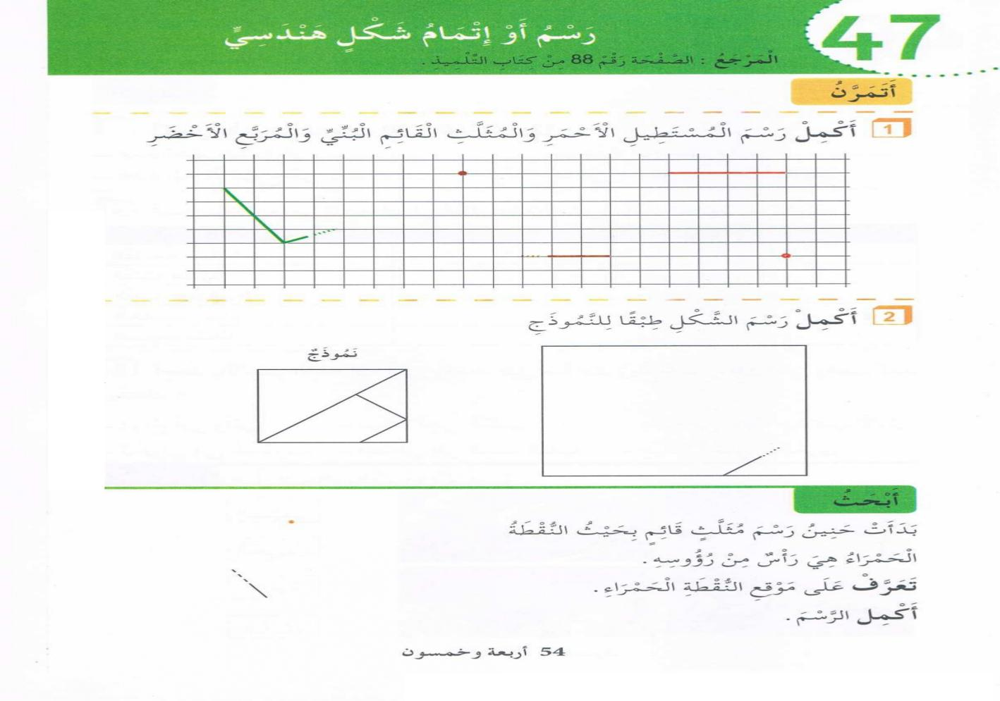 47
رَسْمُ أَوْ إِتْمَامُ شَكْلٍ هَنْدَسِيٍّ
الْمَرْجَعُ : الصَّفْحَة رَقْمْ 88 مِنْ كِتَابِ التِّلْمِيذِ .
أَتَمَرَّنُ
1 أَكْمِلْ رَسْمَ الْمُسْتَطِيلِ الْأَحْمَرِ وَالْمُثَلَّثِ الْقَائِمِ الْبُنِّيِّ وَالْمُرَبَّعِ الْأَخْضَرِ
2 أَكْمِلْ رَسْمَ الشَّكْلِ طِبْقًا لِلنَّمُوذَجِ
نَمُوذَجٌ
أَبْحَثُ
بَدَأَتْ حَنِينُ رَسْمَ مُثَلَّثٍ قَائِمٍ بِحَيْثُ النُّقْطَةُ
الْحَمْرَاءُ هِيَ رَأْسٌ مِنْ رُؤُوسِهِ .
تَعَرَّفْ عَلَى مَوْقِعِ النُّقْطَةِ الْحَمْرَاءِ .
أَكْمِل الرَّسْمَ .
54 أربعة وخمسون